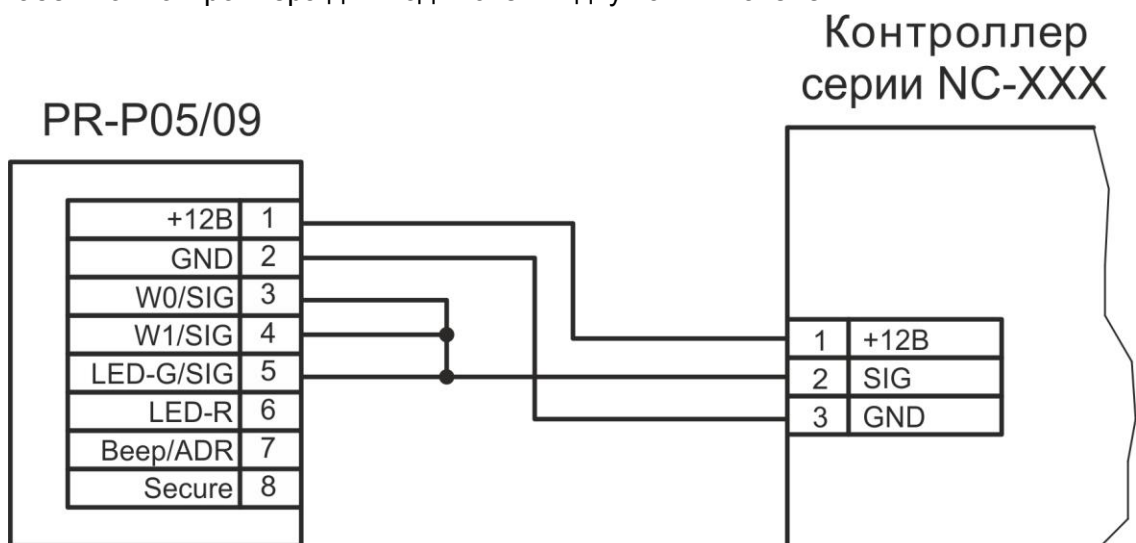 Контроллер
серии NC-XXX
PR-P05/09
+12В 1
GND 2
W0/SIG 3
W1/SIG 4
LED-G/SIG 5
LED-R 6
Beep/ADR 7
Secure 8
1 +12В
2 SIG
3 GND